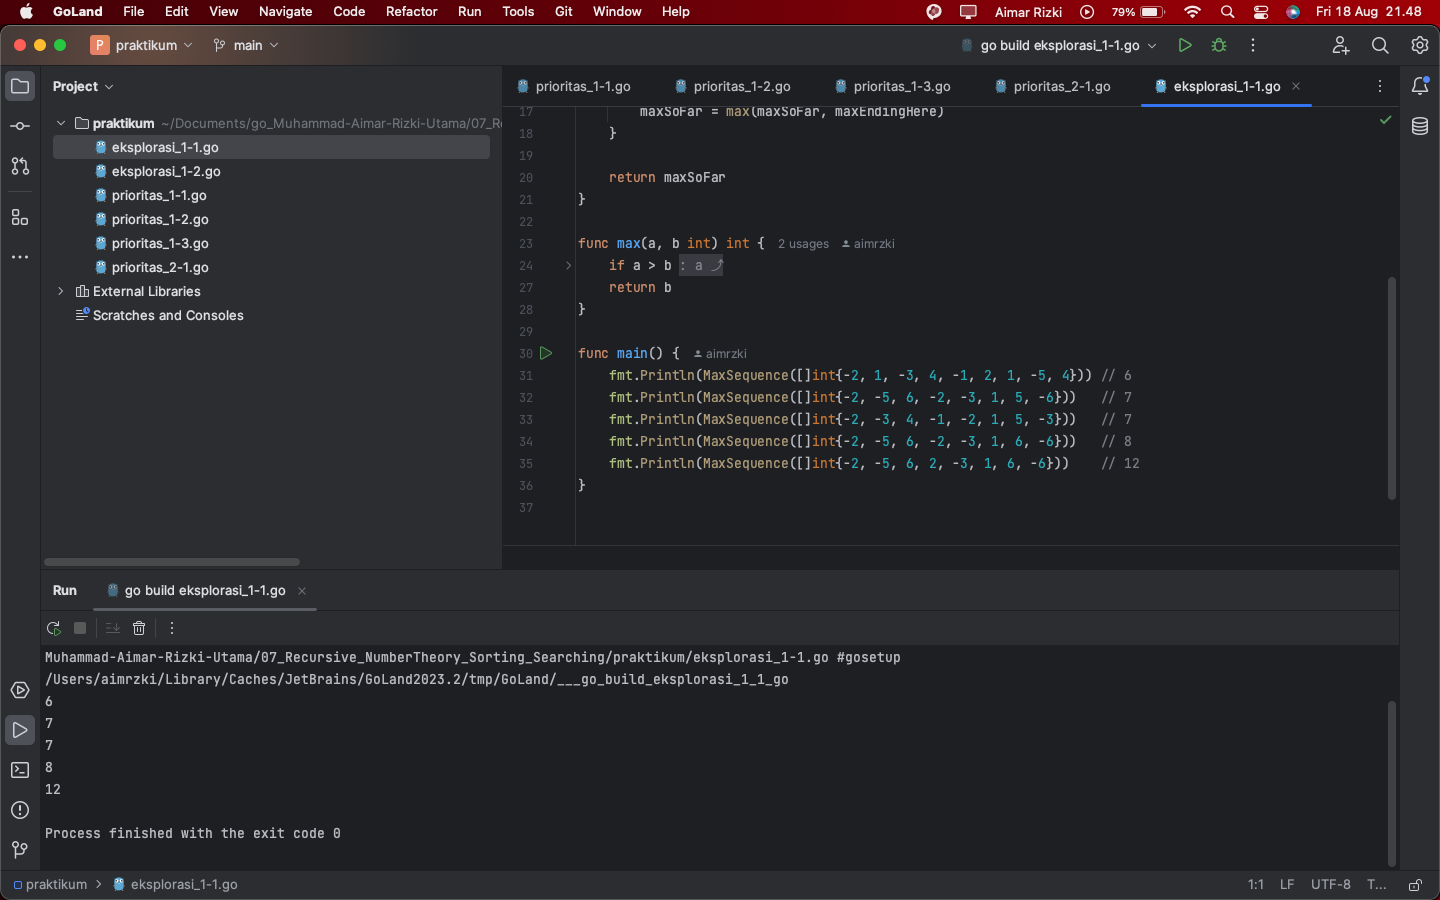 GoLand File Edit View Navigate Code Refactor Run Tools Git Window Help Aimar Rizki 79% Fri 18 Aug 21.48
P praktikum main go build eksplorasi_1-1.go
Project
prioritas_1-1.go prioritas_1-2.go prioritas_1-3.go prioritas_2-1.go eksplorasi_1-1.go
praktikum ~/Documents/go_Muhammad-Aimar-Rizki-Utama/07_R
eksplorasi_1-1.go
eksplorasi_1-2.go
prioritas_1-1.go
prioritas_1-2.go
prioritas_1-3.go
prioritas_2-1.go
External Libraries
Scratches and Consoles
17 maxSoFar = max(maxSoFar, maxEndingHere)
18 }
19
20 return maxSoFar
21 }
22
23 func max(a, b int) int { 2 usages aimrzki
24 if a > b : a
27 return b
28 }
29
30 func main() { aimrzki
31 fmt.Println(MaxSequence([]int{-2, 1, -3, 4, -1, 2, 1, -5, 4})) // 6
32 fmt.Println(MaxSequence([]int{-2, -5, 6, -2, -3, 1, 5, -6})) // 7
33 fmt.Println(MaxSequence([]int{-2, -3, 4, -1, -2, 1, 5, -3})) // 7
34 fmt.Println(MaxSequence([]int{-2, -5, 6, -2, -3, 1, 6, -6})) // 8
35 fmt.Println(MaxSequence([]int{-2, -5, 6, 2, -3, 1, 6, -6})) // 12
36 }
37
Run go build eksplorasi_1-1.go
Muhammad-Aimar-Rizki-Utama/07_Recursive_NumberTheory_Sorting_Searching/praktikum/eksplorasi_1-1.go #gosetup
/Users/aimrzki/Library/Caches/JetBrains/GoLand2023.2/tmp/GoLand/___go_build_eksplorasi_1_1_go
6
7
7
8
12
Process finished with the exit code 0
praktikum > eksplorasi_1-1.go 1:1 LF UTF-8 T...